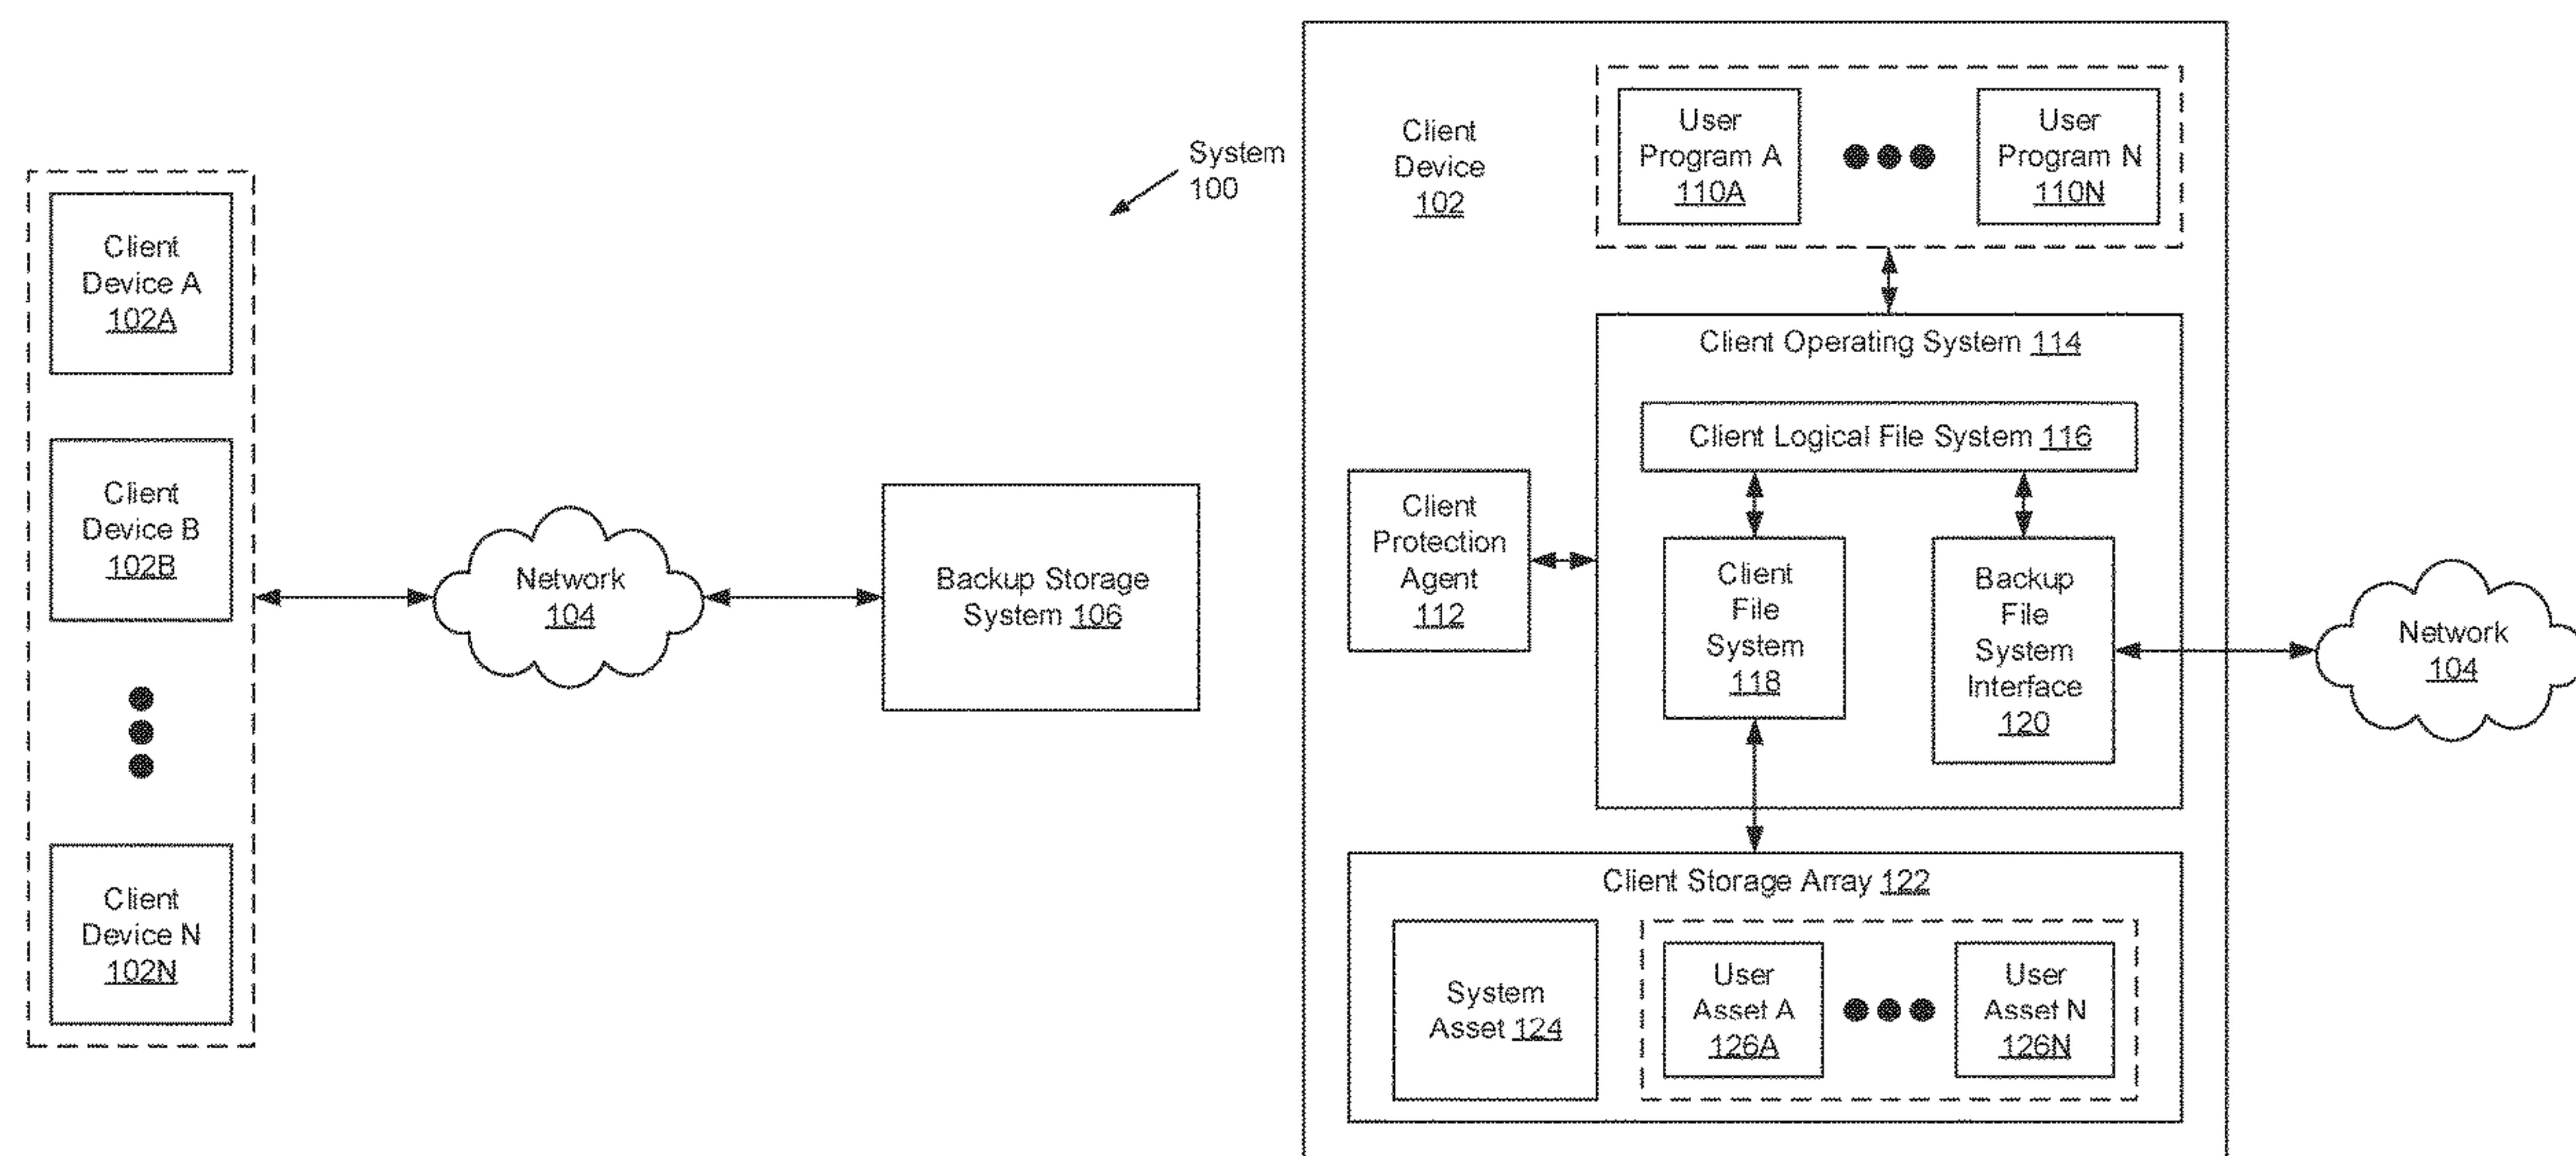 Client
Device A
102A
Client
Device B
102B
Client
Device N
102N
Network
104
Backup Storage
System 106
System
100
Client
Device
102
User
Program A
110A
User
Program N
110N
Client Operating System 114
Client Logical File System 116
Client
Protection
Agent
112
Client
File
System
118
Backup
File
System
Interface
120
Network
104
Client Storage Array 122
System
Asset 124
User
Asset A
126A
User
Asset N
126N